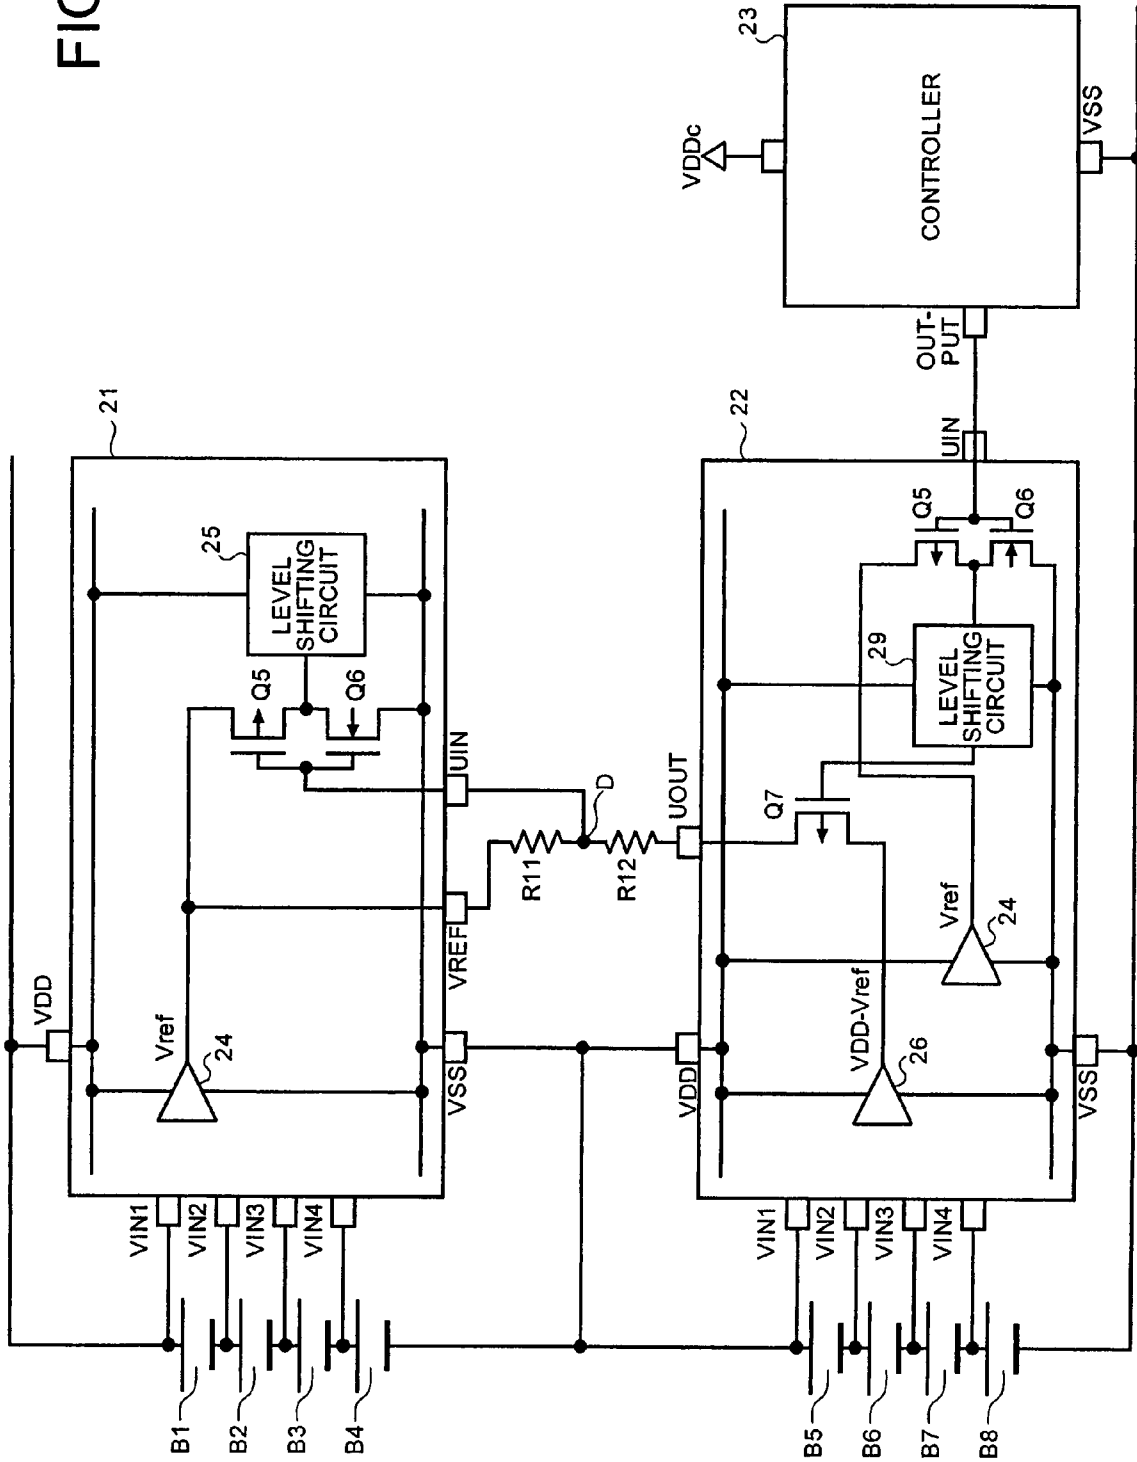 FIG
21
VDD
Vref
24
25
LEVEL
SHIFTING
CIRCUIT
Q5
Q6
VIN1
VIN2
VIN3
VIN4
VSS
VREF
UIN
B1
B2
B3
B4
R11
D
R12
22
VDD
UOUT
Q7
VDD-Vref
26
Vref
24
29
LEVEL
SHIFTING
CIRCUIT
Q5
Q6
UIN
VIN1
VIN2
VIN3
VIN4
VSS
B5
B6
B7
B8
23
VDDc
CONTROLLER
OUT-
PUT
VSS